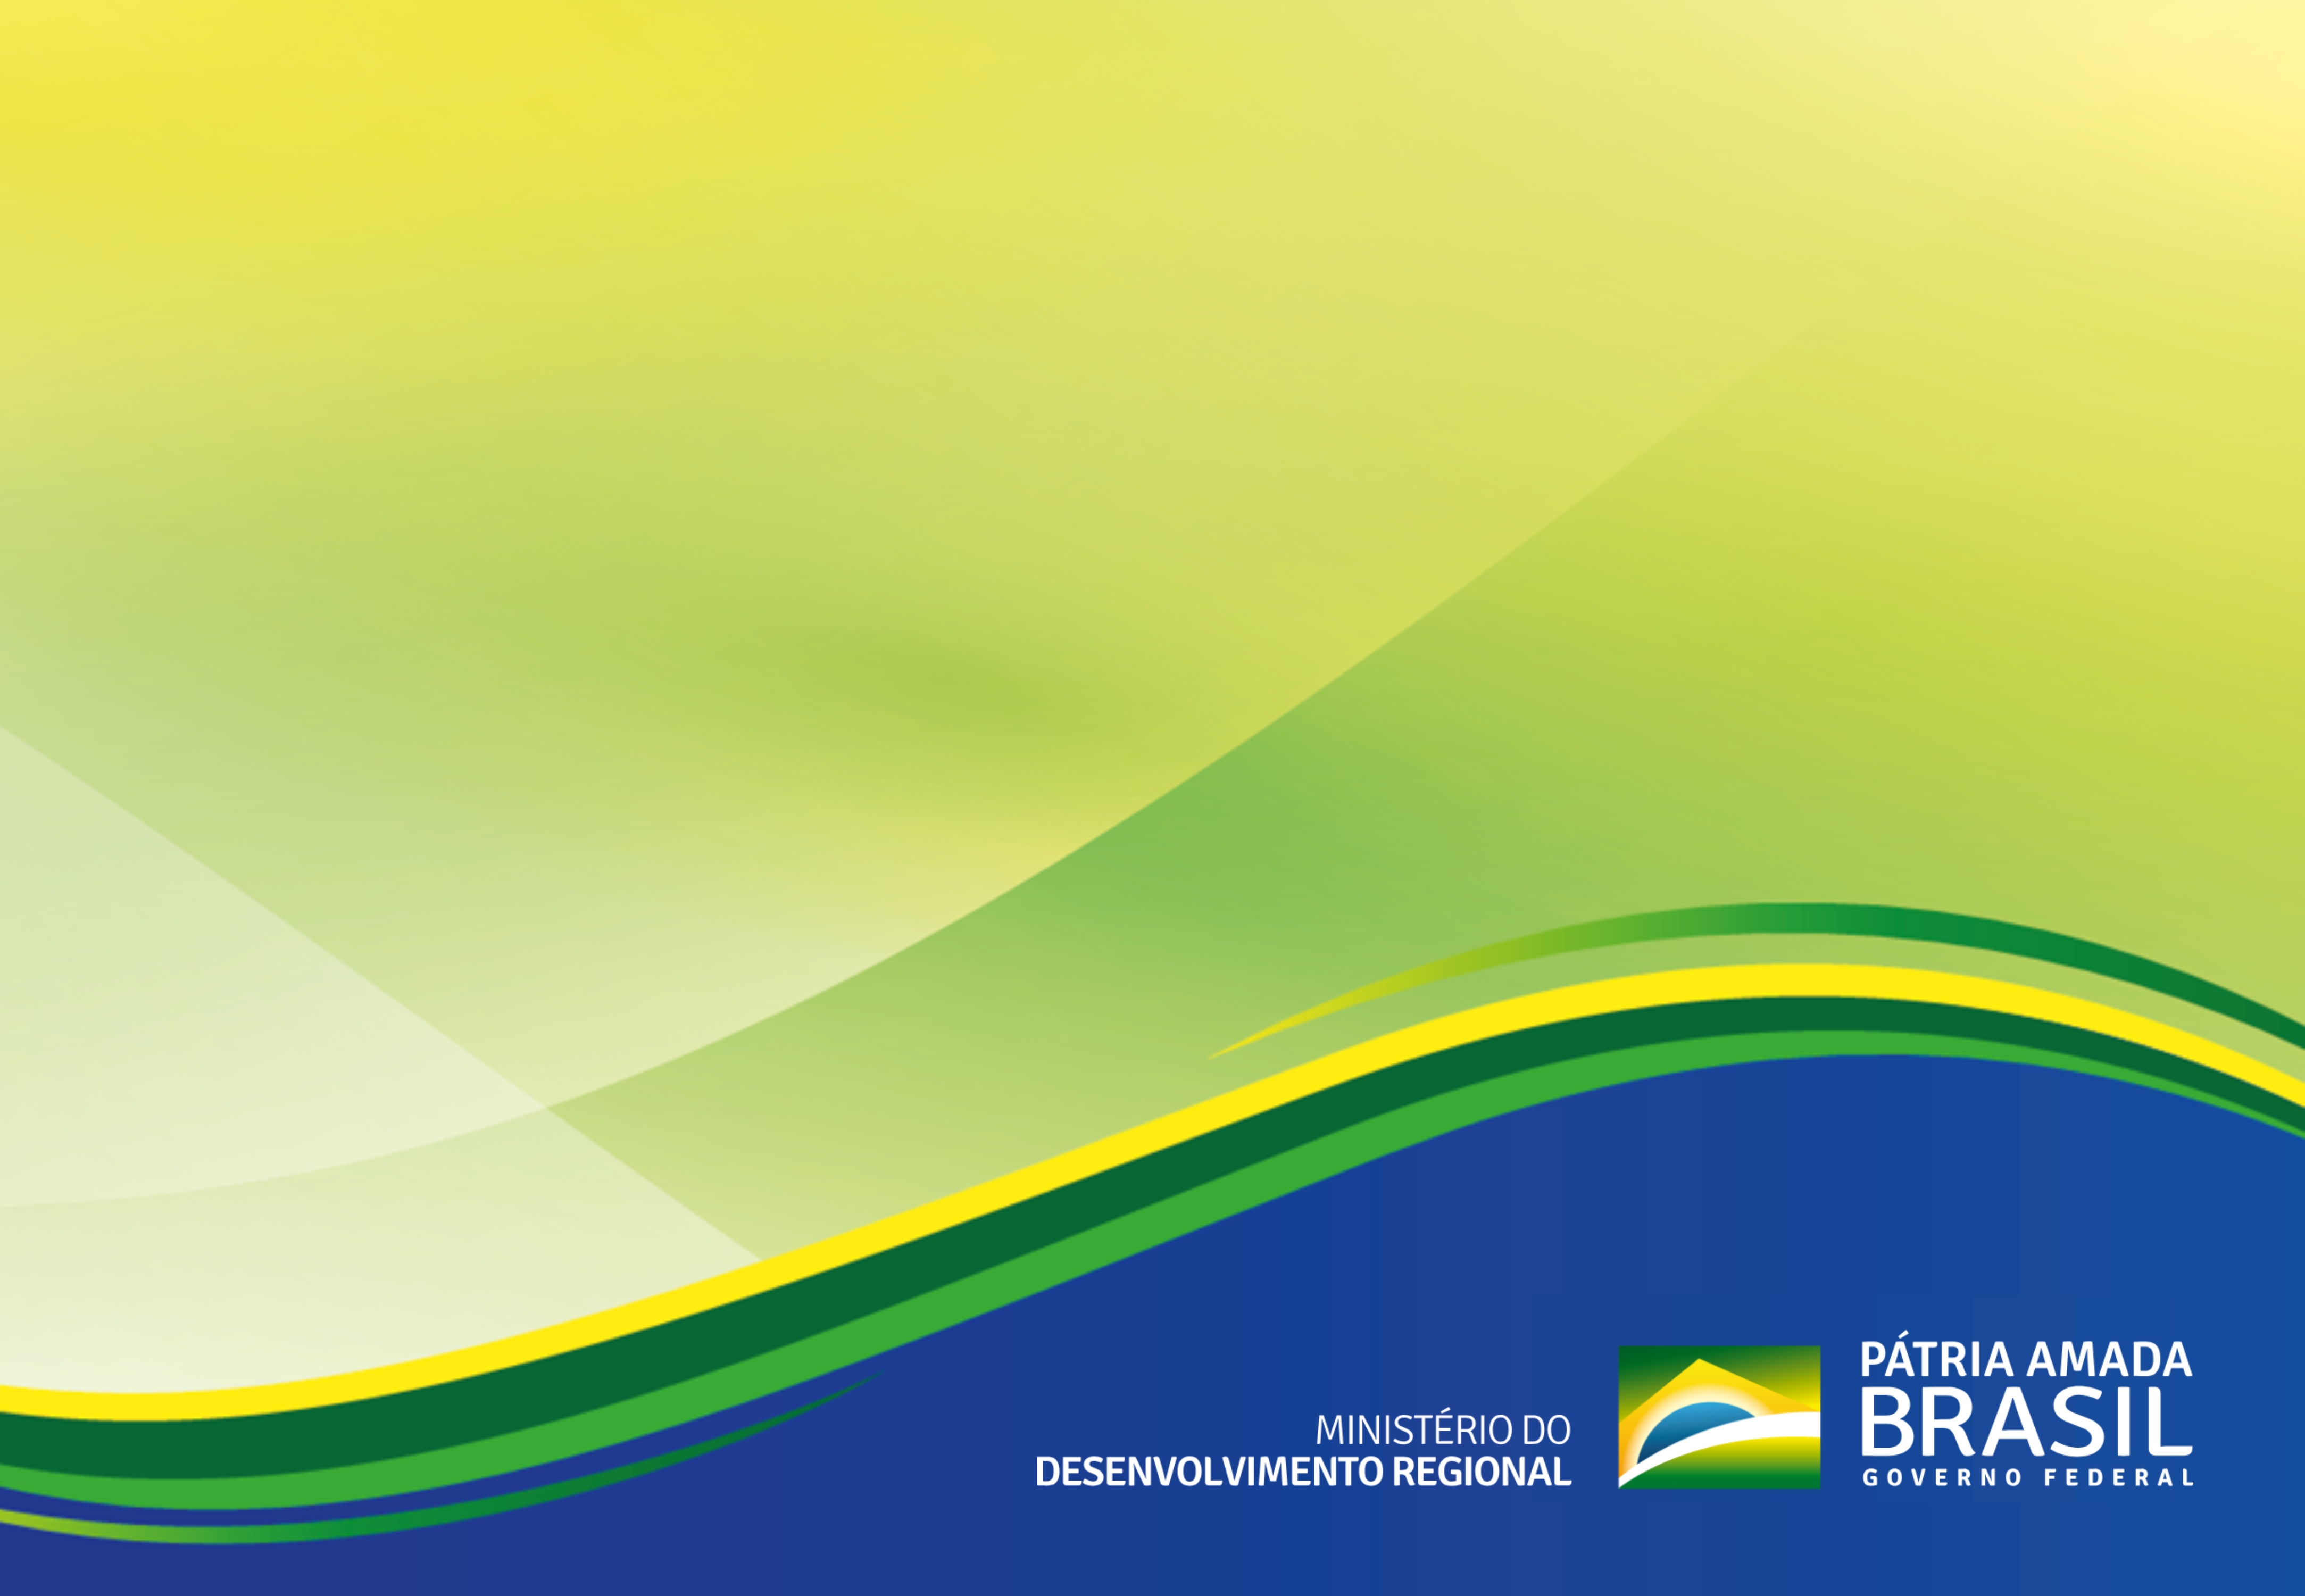 MINISTÉRIO DO
DESENVOLVIMENTO REGIONAL
PÁTRIA AMADA
BRASIL
GOVERNO FEDERAL